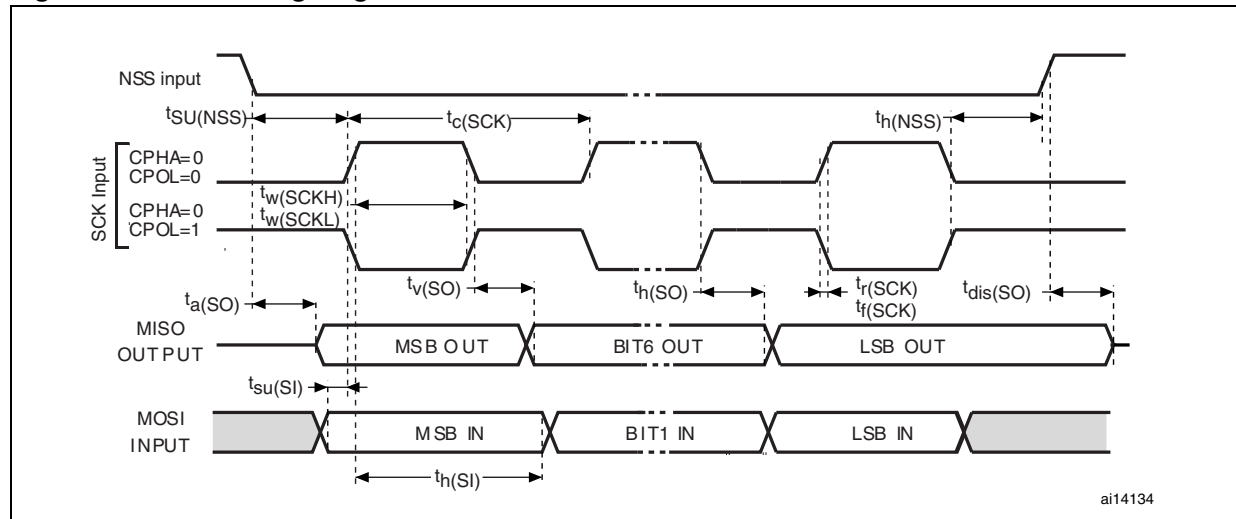 NSS input
tSU(NSS)
tc(SCK)
th(NSS)
SCK Input
CPHA=0
CPOL=0
tw(SCKH)
tw(SCKL)
CPHA=0
CPOL=1
ta(SO)
tv(SO)
th(SO)
tr(SCK)
tf(SCK)
tdis(SO)
MISO
OUTPUT
MSB OUT
BIT6 OUT
LSB OUT
tsu(SI)
MOSI
INPUT
MSB IN
BIT1 IN
LSB IN
th(SI)
ai14134